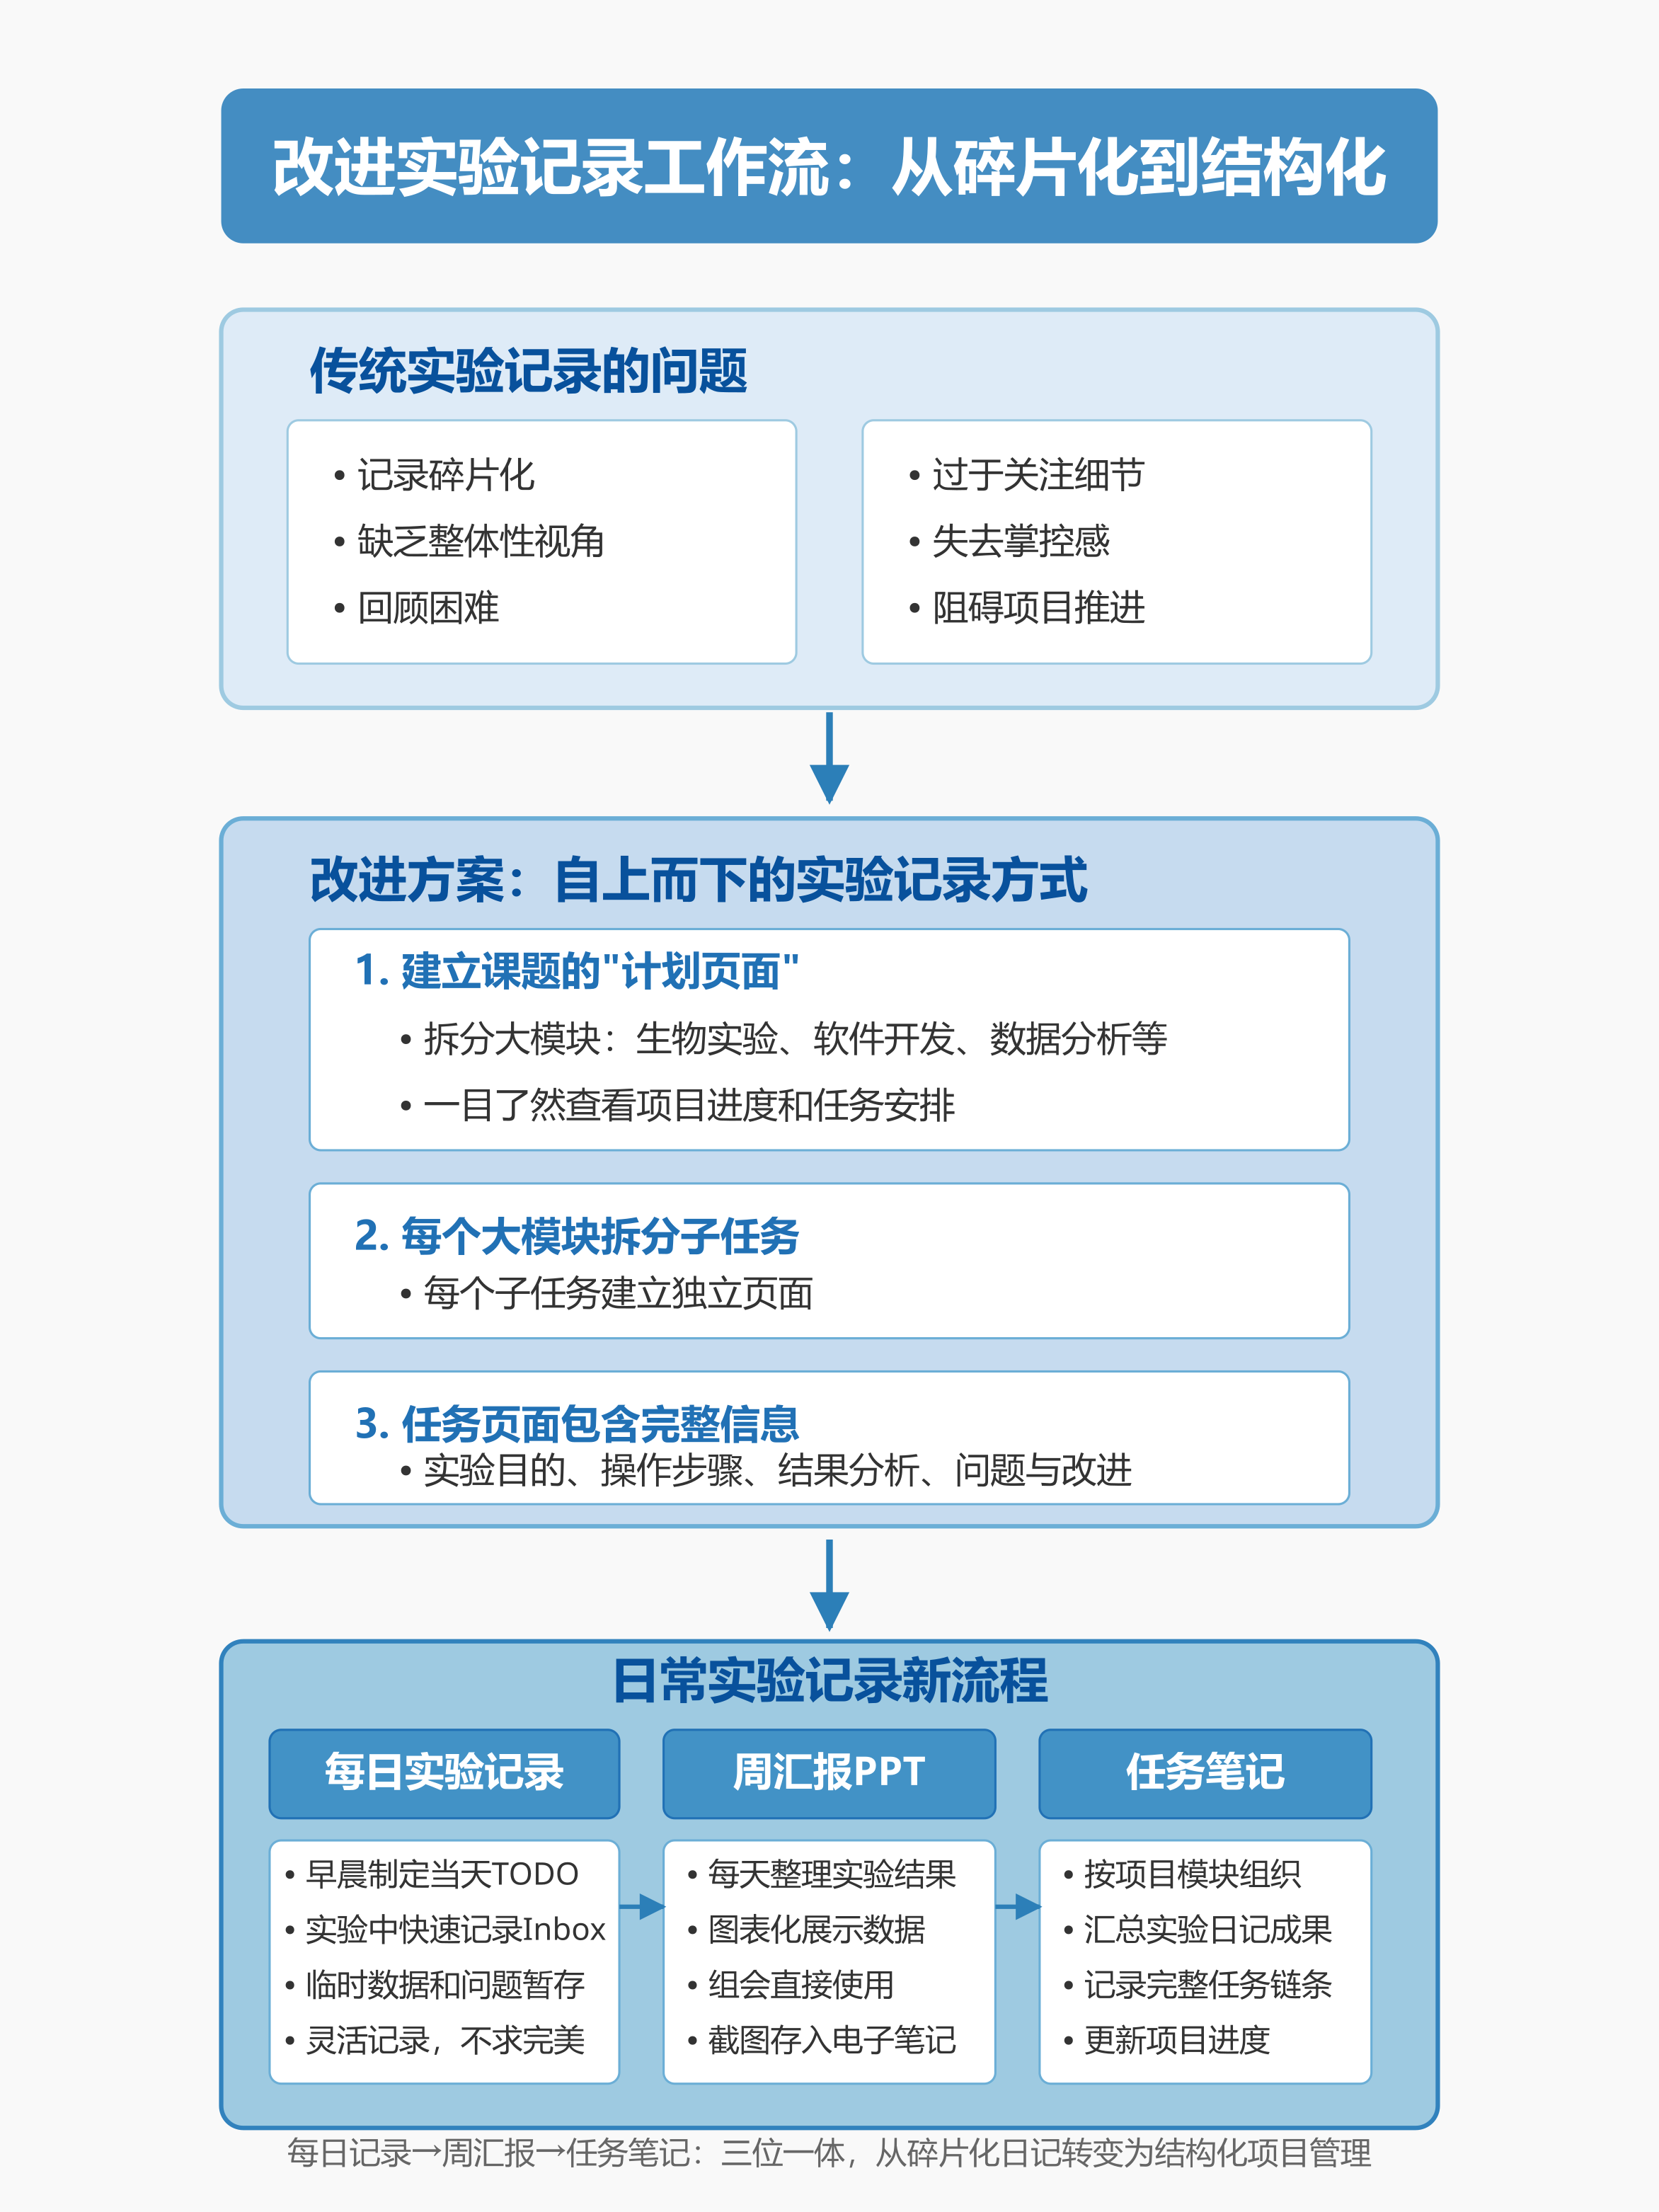 改进实验记录工作流：从碎片化到结构化
传统实验记录的问题
• 记录碎片化
• 缺乏整体性视角
• 回顾困难
• 过于关注细节
• 失去掌控感
• 阻碍项目推进
改进方案：自上而下的实验记录方式
1. 建立课题的"计划页面"
• 拆分大模块：生物实验、软件开发、数据分析等
• 一目了然查看项目进度和任务安排
2. 每个大模块拆分子任务
• 每个子任务建立独立页面
3. 任务页面包含完整信息
• 实验目的、操作步骤、结果分析、问题与改进
日常实验记录新流程
每日实验记录
• 早晨制定当天TODO
• 实验中快速记录Inbox
• 临时数据和问题暂存
• 灵活记录，不求完美
周汇报PPT
• 每天整理实验结果
• 图表化展示数据
• 组会直接使用
• 截图存入电子笔记
任务笔记
• 按项目模块组织
• 汇总实验日记成果
• 记录完整任务链条
• 更新项目进度
每日记录→周汇报→任务笔记：三位一体，从碎片化日记转变为结构化项目管理